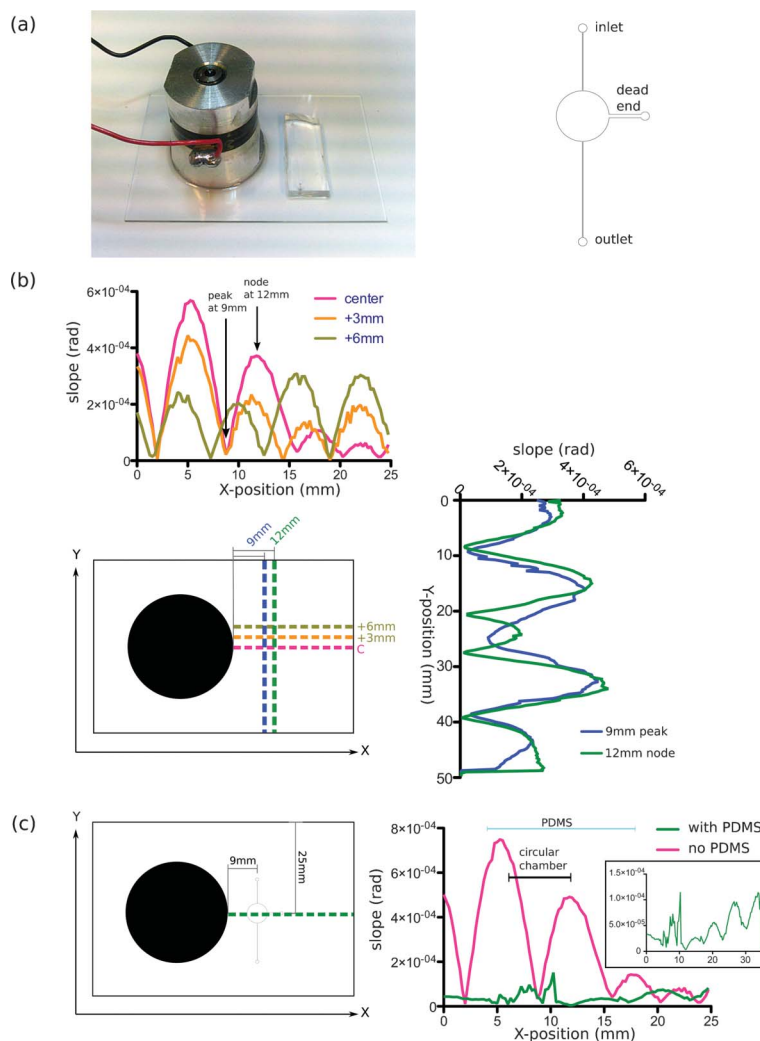 (a)
inlet
dead
end
outlet
(b)
6×10⁻⁰⁴
4×10⁻⁰⁴
2×10⁻⁰⁴
0
slope (rad)
peak
at 9mm
node
at 12mm
center
+3mm
+6mm
0 5 10 15 20 25
X-position (mm)
slope (rad)
0 2×10⁻⁰⁴ 4×10⁻⁰⁴ 6×10⁻⁰⁴
0
10
20
30
40
50
Y-position (mm)
9mm peak
12mm node
Y
9mm
12mm
+6mm
+3mm
C
X
(c)
Y
9mm
25mm
X
8×10⁻⁰⁴
6×10⁻⁰⁴
4×10⁻⁰⁴
2×10⁻⁰⁴
0
slope (rad)
PDMS
circular
chamber
with PDMS
no PDMS
1.5×10⁻⁰⁴
1.0×10⁻⁰⁴
5.0×10⁻⁰⁵
0
0 10 20 30
0 5 10 15 20 25
X-position (mm)